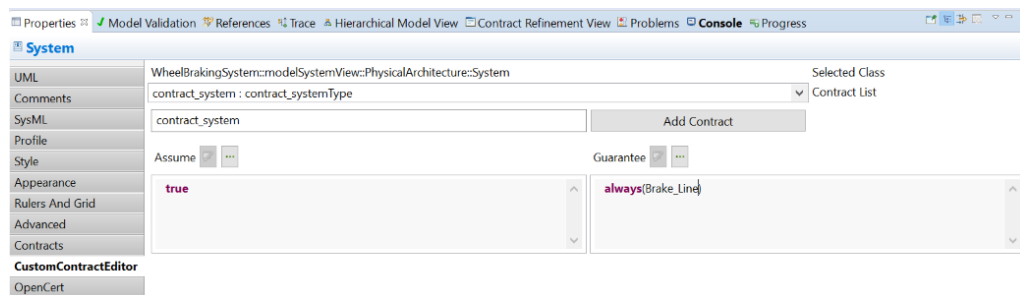 Properties Model Validation References Trace Hierarchical Model View Contract Refinement View Problems Console Progress
System
UML
WheelBrakingSystem::modelSystemView::PhysicalArchitecture::System Selected Class
Comments
contract_system : contract_systemType Contract List
SysML
contract_system Add Contract
Profile
Style
Assume ... Guarantee ...
Appearance
true always(Brake_Line)
Rulers And Grid
Advanced
Contracts
CustomContractEditor
OpenCert